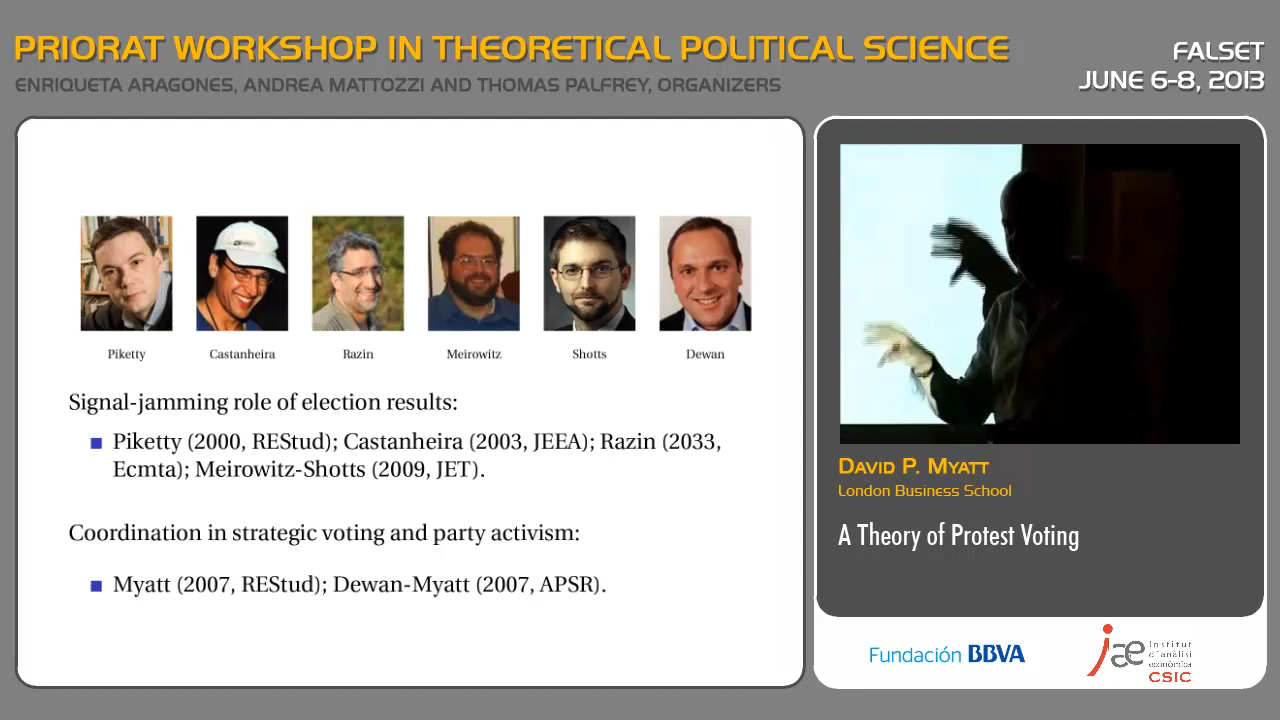 PRIORAT WORKSHOP IN THEORETICAL POLITICAL SCIENCE
ENRIQUETA ARAGONES, ANDREA MATTOZZI AND THOMAS PALFREY, ORGANIZERS
FALSET
JUNE 6-8, 2013
Piketty
Castanheira
Razin
Meirowitz
Shotts
Dewan
Signal-jamming role of election results:
Piketty (2000, REStud); Castanheira (2003, JEEA); Razin (2033,
Ecmta); Meirowitz-Shotts (2009, JET).
Coordination in strategic voting and party activism:
Myatt (2007, REStud); Dewan-Myatt (2007, APSR).
DAVID P. MYATT
London Business School
A Theory of Protest Voting
Fundación BBVA
iae
Institut
d'anàlisi
econòmica
CSIC